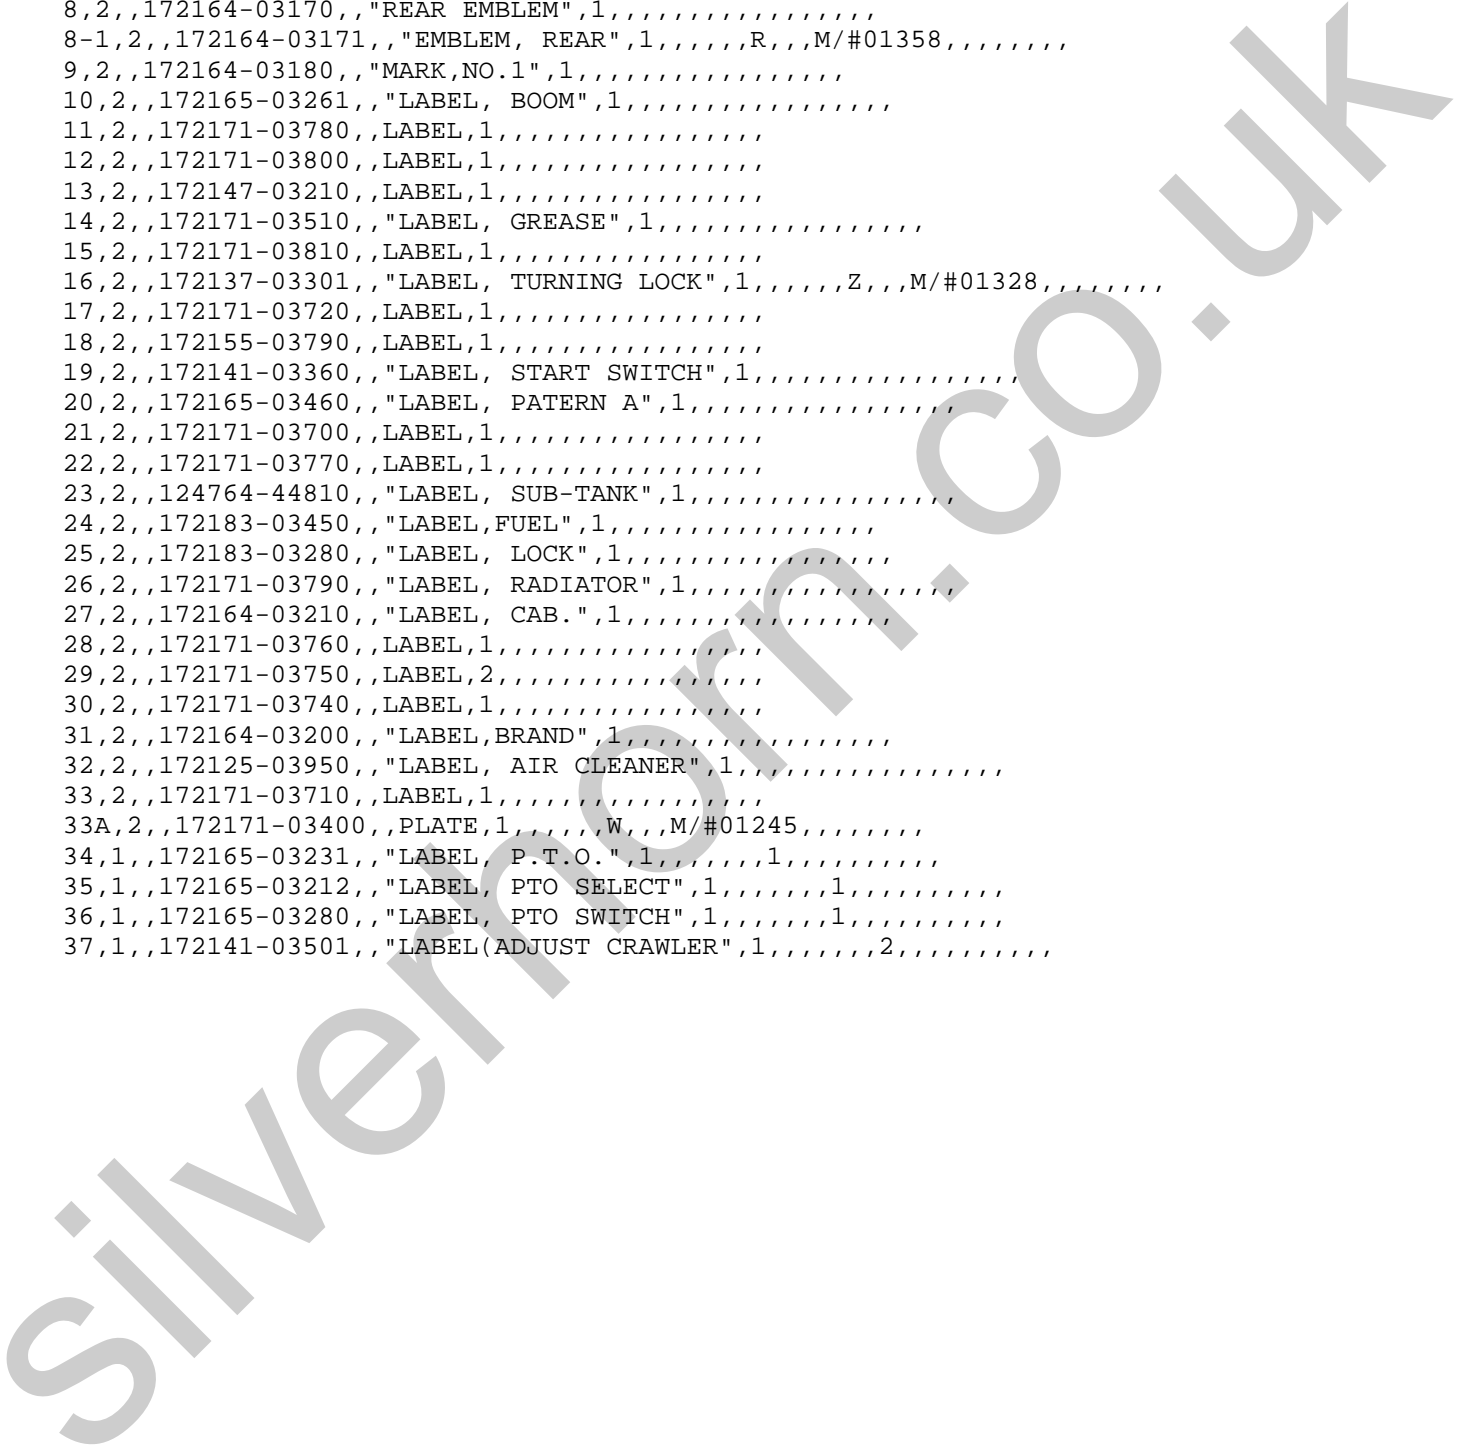 8,2,,172164-03170,,"REAR EMBLEM",1,,,,,,,,,,,,,,,,,
8-1,2,,172164-03171,,"EMBLEM, REAR",1,,,,,,R,,,M/#01358,,,,,,,,
9,2,,172164-03180,,"MARK,NO.1",1,,,,,,,,,,,,,,,,,
10,2,,172165-03261,,"LABEL, BOOM",1,,,,,,,,,,,,,,,,,
11,2,,172171-03780,,LABEL,1,,,,,,,,,,,,,,,,,
12,2,,172171-03800,,LABEL,1,,,,,,,,,,,,,,,,,
13,2,,172147-03210,,LABEL,1,,,,,,,,,,,,,,,,,
14,2,,172171-03510,,"LABEL, GREASE",1,,,,,,,,,,,,,,,,,
15,2,,172171-03810,,LABEL,1,,,,,,,,,,,,,,,,,
16,2,,172137-03301,,"LABEL, TURNING LOCK",1,,,,,,Z,,,M/#01328,,,,,,,,
17,2,,172171-03720,,LABEL,1,,,,,,,,,,,,,,,,,
18,2,,172155-03790,,LABEL,1,,,,,,,,,,,,,,,,,
19,2,,172141-03360,,"LABEL, START SWITCH",1,,,,,,,,,,,,,,,,,
20,2,,172165-03460,,"LABEL, PATERN A",1,,,,,,,,,,,,,,,,,
21,2,,172171-03700,,LABEL,1,,,,,,,,,,,,,,,,,
22,2,,172171-03770,,LABEL,1,,,,,,,,,,,,,,,,,
23,2,,124764-44810,,"LABEL, SUB-TANK",1,,,,,,,,,,,,,,,,,
24,2,,172183-03450,,"LABEL,FUEL",1,,,,,,,,,,,,,,,,,
25,2,,172183-03280,,"LABEL, LOCK",1,,,,,,,,,,,,,,,,,
26,2,,172171-03790,,"LABEL, RADIATOR",1,,,,,,,,,,,,,,,,,
27,2,,172164-03210,,"LABEL, CAB.",1,,,,,,,,,,,,,,,,,
28,2,,172171-03760,,LABEL,1,,,,,,,,,,,,,,,,,
29,2,,172171-03750,,LABEL,2,,,,,,,,,,,,,,,,,
30,2,,172171-03740,,LABEL,1,,,,,,,,,,,,,,,,,
31,2,,172164-03200,,"LABEL,BRAND",1,,,,,,,,,,,,,,,,,
32,2,,172125-03950,,"LABEL, AIR CLEANER",1,,,,,,,,,,,,,,,,,
33,2,,172171-03710,,LABEL,1,,,,,,,,,,,,,,,,,
33A,2,,172171-03400,,PLATE,1,,,,,,W,,,M/#01245,,,,,,,,
34,1,,172165-03231,,"LABEL, P.T.O.",1,,,,,,,1,,,,,,,,,,
35,1,,172165-03212,,"LABEL, PTO SELECT",1,,,,,,,1,,,,,,,,,,
36,1,,172165-03280,,"LABEL, PTO SWITCH",1,,,,,,,1,,,,,,,,,,
37,1,,172141-03501,,"LABEL(ADJUST CRAWLER",1,,,,,,,2,,,,,,,,,,
silverhorn.co.uk